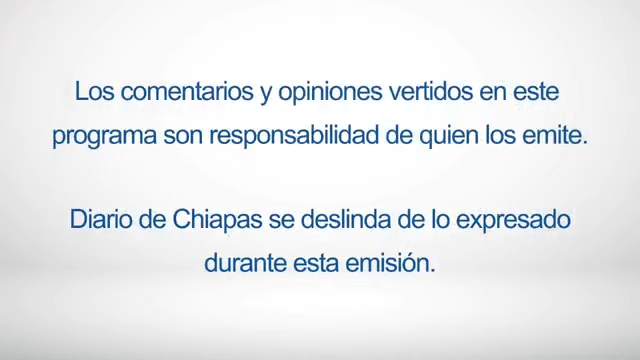 Los comentarios y opiniones vertidos en este
programa son responsabilidad de quien los emite.
Diario de Chiapas se deslinda de lo expresado
durante esta emisión.